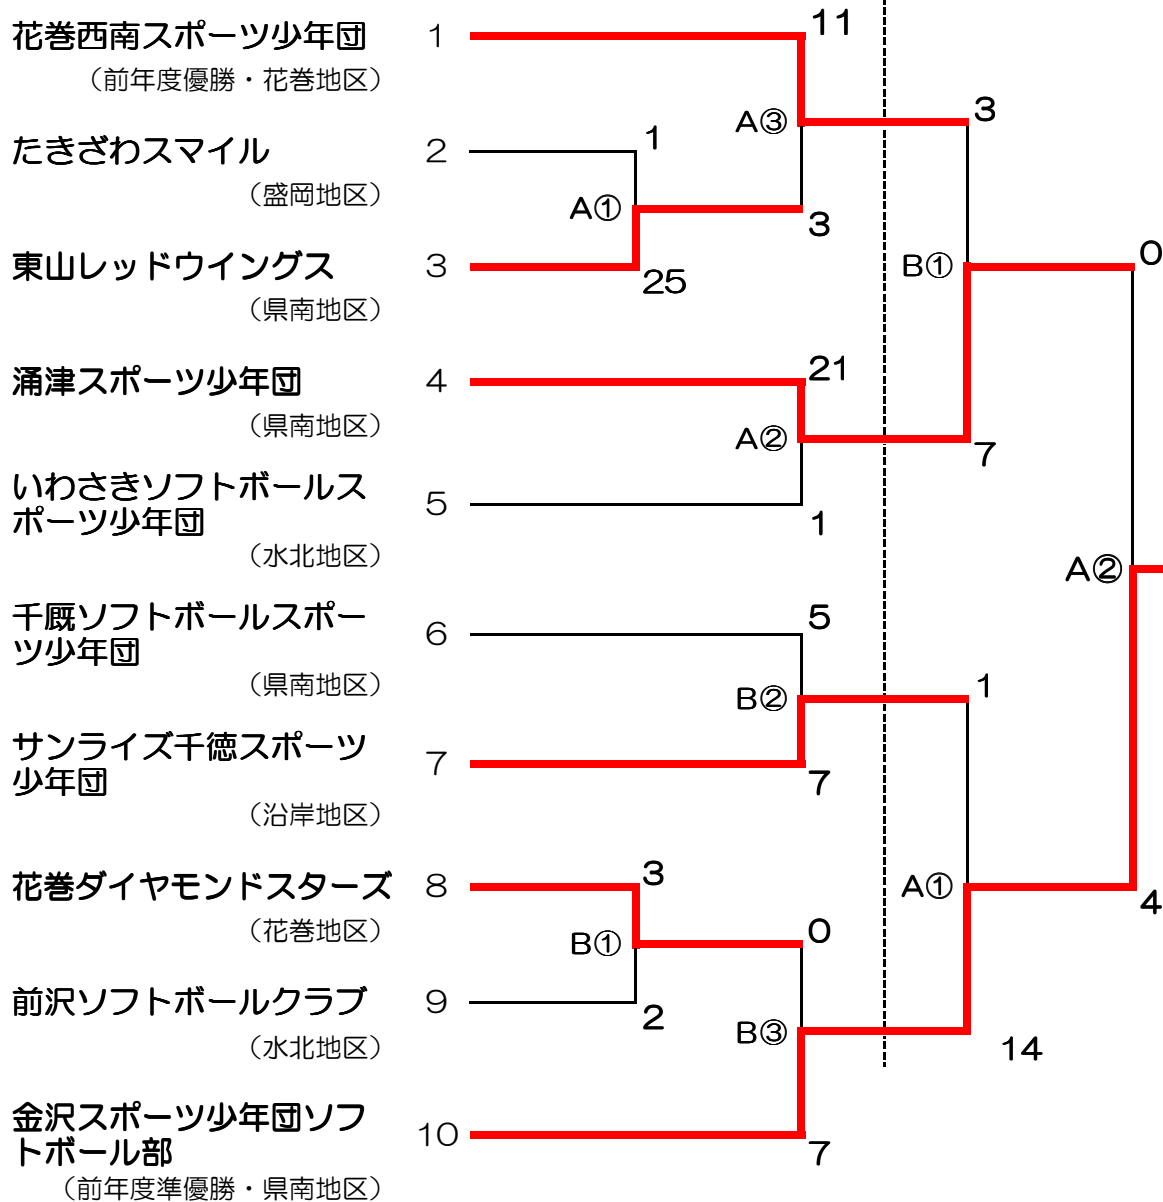 花巻西南スポーツ少年団 1 11
（前年度優勝・花巻地区）
A③ 3
たきざわスマイル 2 1
（盛岡地区）
A① 3
東山レッドウイングス 3 25
B① 0
（県南地区）
涌津スポーツ少年団 4 21
（県南地区）
A② 7
いわさきソフトボールス
ポーツ少年団
5 1
（水北地区）
A②
千厩ソフトボールスポー
ツ少年団
6 5
（県南地区）
B② 1
サンライズ千徳スポーツ
少年団
7 7
（沿岸地区）
花巻ダイヤモンドスターズ 8 3
A① 4
（花巻地区）
B① 0
前沢ソフトボールクラブ 9 2
（水北地区）
B③ 14
金沢スポーツ少年団ソフ
トボール部
10 7
（前年度準優勝・県南地区）